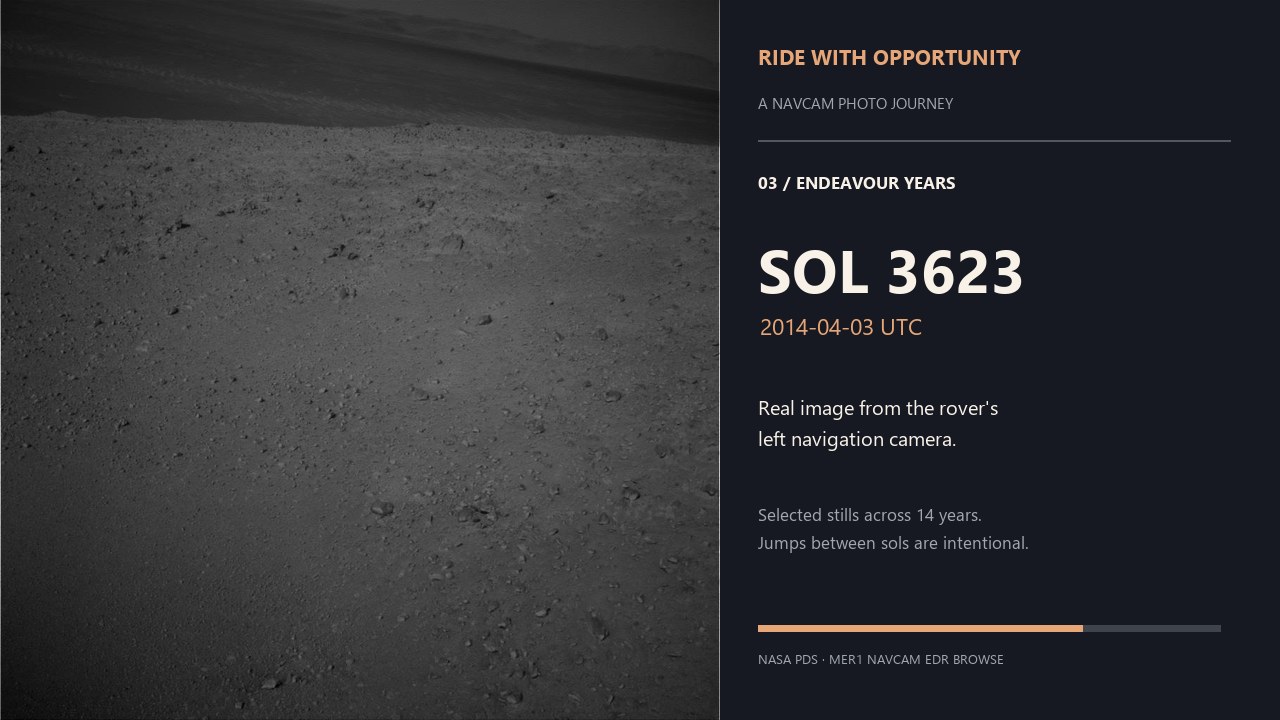 RIDE WITH OPPORTUNITY
A NAVCAM PHOTO JOURNEY
03 / ENDEAVOUR YEARS
SOL 3623
2014-04-03 UTC
Real image from the rover's
left navigation camera.
Selected stills across 14 years.
Jumps between sols are intentional.
NASA PDS · MER1 NAVCAM EDR BROWSE